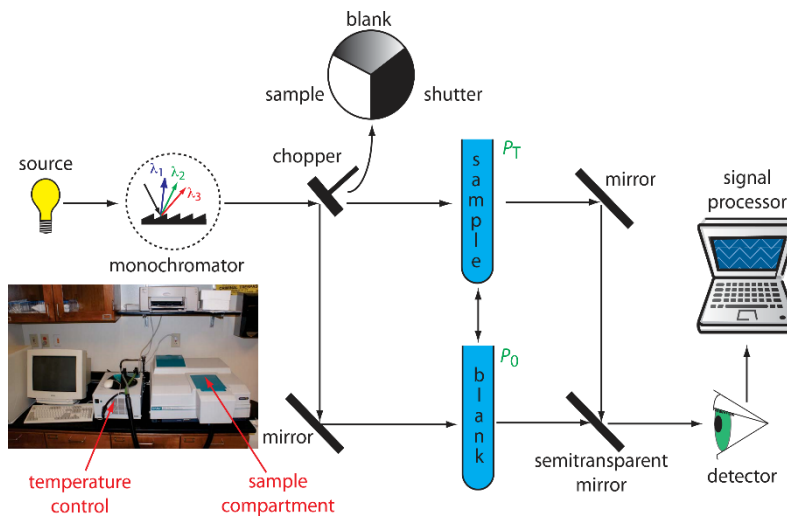 blank
sample
shutter
chopper
source
λ1
λ2
λ3
monochromator
sample
PT
mirror
signal
processor
mirror
blank
P0
semitransparent
mirror
detector
temperature
control
sample
compartment